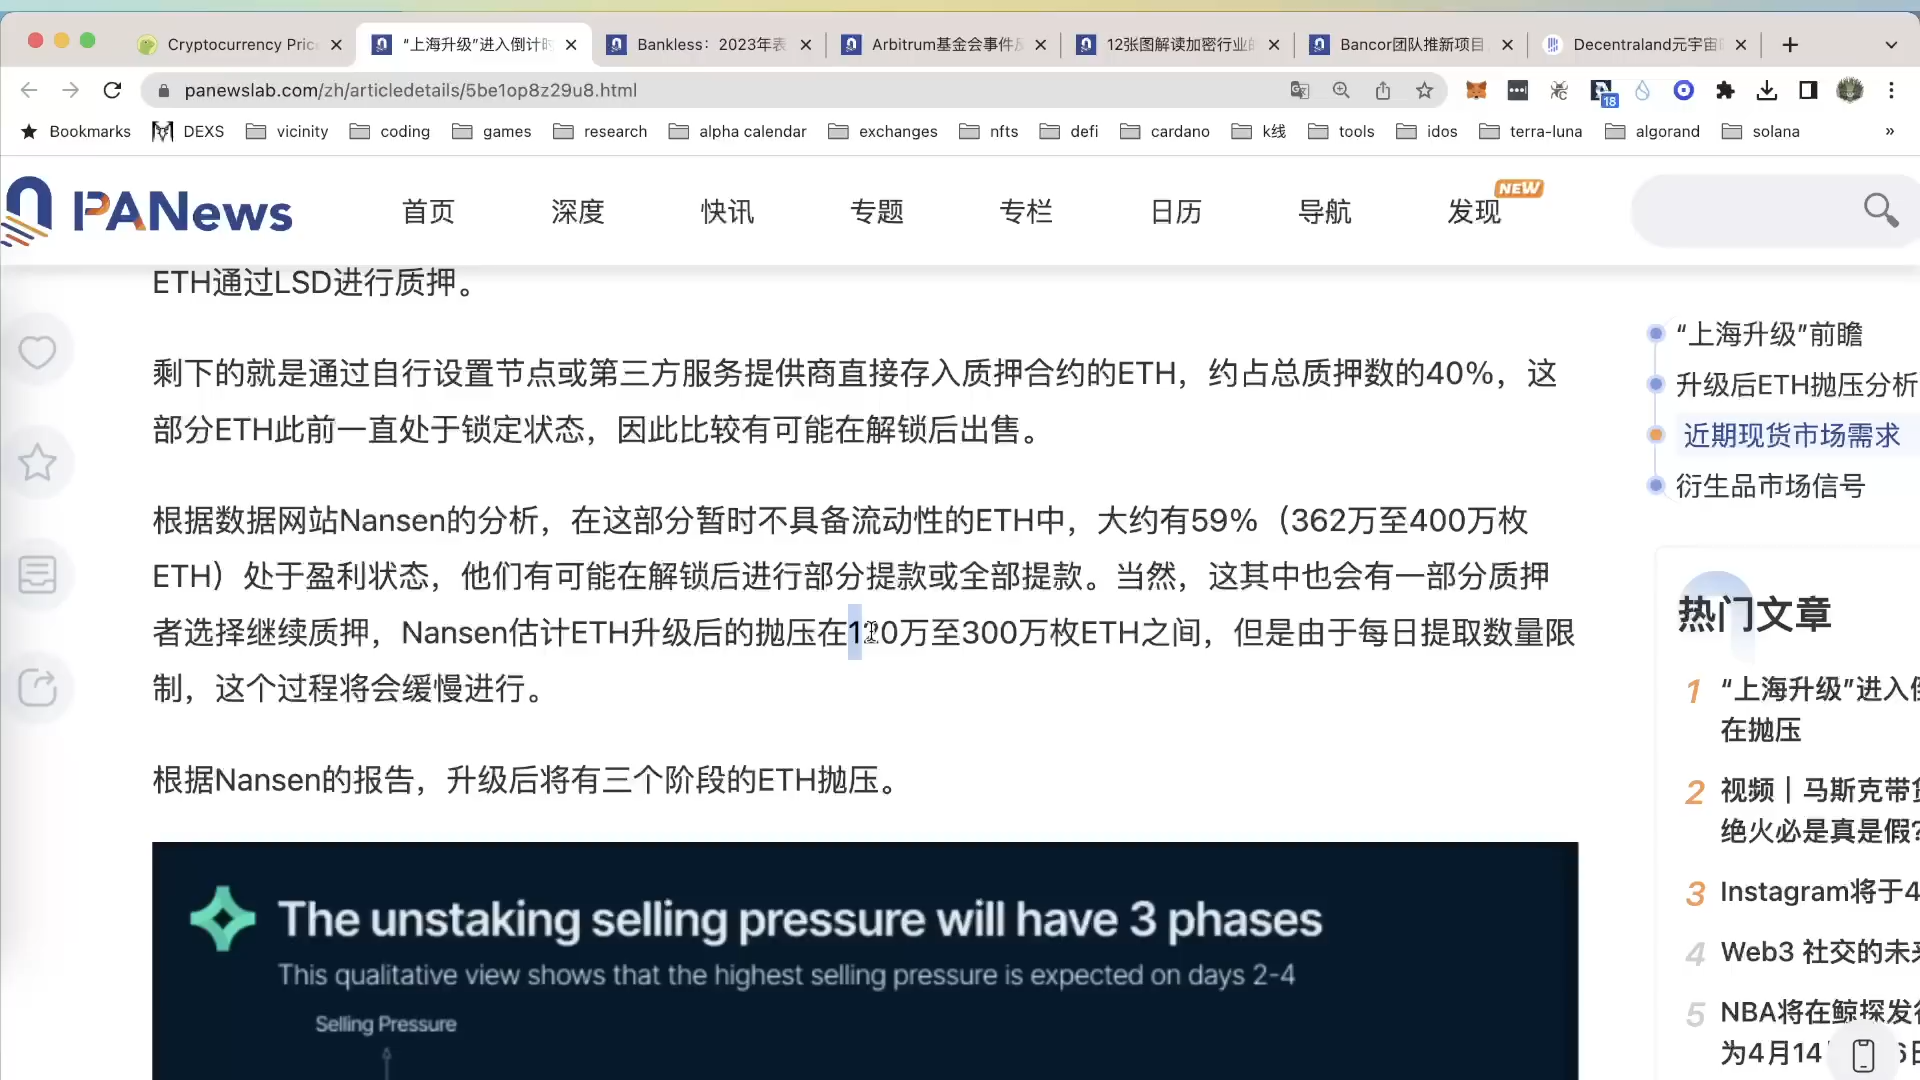 Cryptocurrency Pric
“上海升级”进入倒计时
Bankless：2023年表
Arbitrum基金会事件
12张图解读加密行业的
Bancor团队推新项目
Decentraland元宇宙
panewslab.com/zh/articledetails/5be1op8z29u8.html
18
Bookmarks
DEXS
vicinity
coding
games
research
alpha calendar
exchanges
nfts
defi
cardano
k线
tools
idos
terra-luna
algorand
solana
»
PANews
首页
深度
快讯
专题
专栏
日历
导航
发现
NEW
ETH通过LSD进行质押。
剩下的就是通过自行设置节点或第三方服务提供商直接存入质押合约的ETH，约占总质押数的40%，这
部分ETH此前一直处于锁定状态，因此比较有可能在解锁后出售。
根据数据网站Nansen的分析，在这部分暂时不具备流动性的ETH中，大约有59%（362万至400万枚
ETH）处于盈利状态，他们有可能在解锁后进行部分提款或全部提款。当然，这其中也会有一部分质押
者选择继续质押，Nansen估计ETH升级后的抛压在1 0万至300万枚ETH之间，但是由于每日提取数量限
制，这个过程将会缓慢进行。
根据Nansen的报告，升级后将有三个阶段的ETH抛压。
The unstaking selling pressure will have 3 phases
This qualitative view shows that the highest selling pressure is expected on days 2-4
Selling Pressure
“上海升级”前瞻
升级后ETH抛压分析
近期现货市场需求
衍生品市场信号
热门文章
1 “上海升级”进入倒
在抛压
2 视频｜马斯克带货
绝火必是真是假?
3 Instagram将于4
4 Web3 社交的未来
5 NBA将在鲸探发行
为4月14
6日